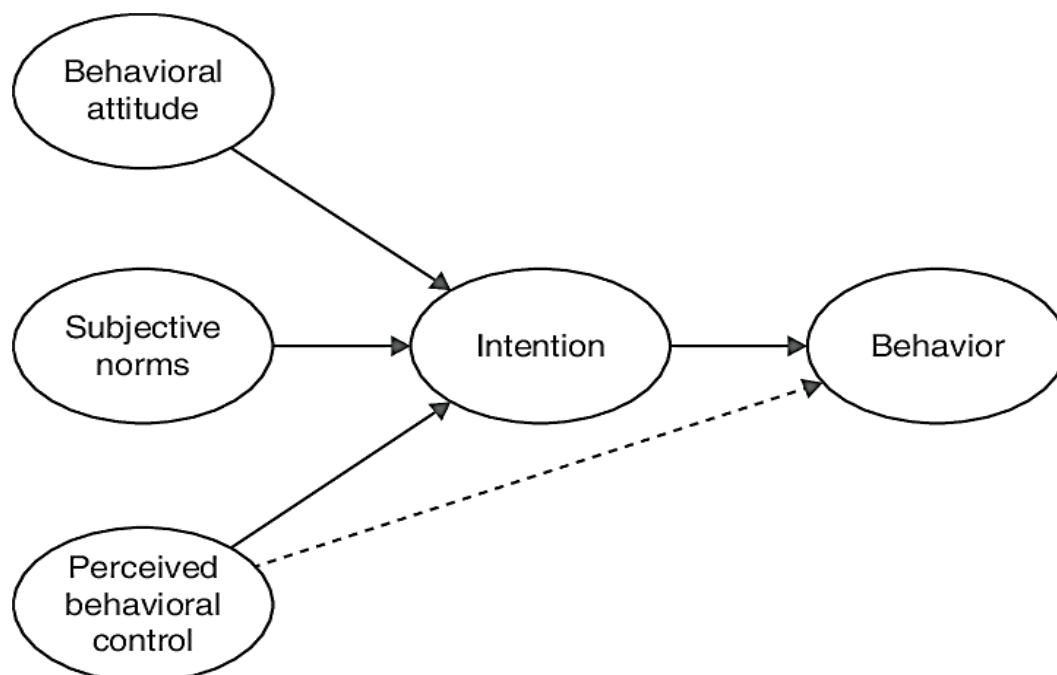 Behavioral
attitude
Subjective
norms
Intention
Behavior
Perceived
behavioral
control